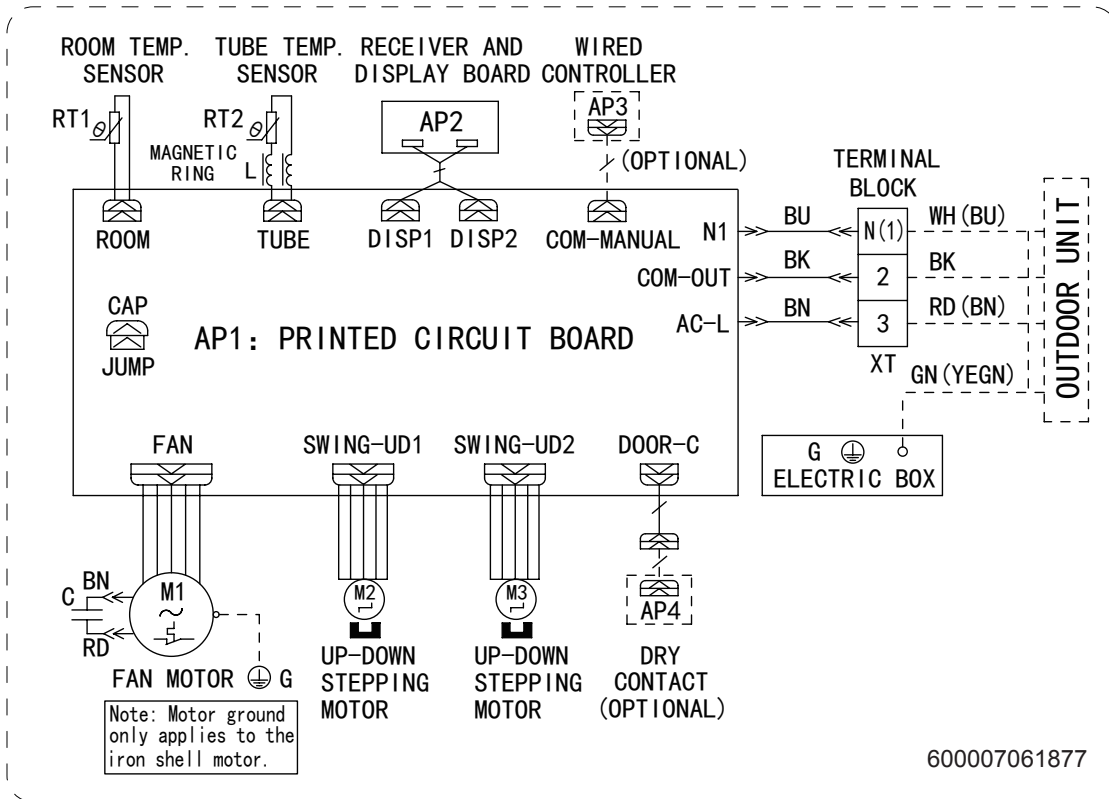 ROOM TEMP.
SENSOR
TUBE TEMP.
SENSOR
RECEIVER AND
DISPLAY BOARD
WIRED
CONTROLLER
RT1
θ
RT2
θ
MAGNETIC
RING
L
AP2
AP3
(OPTIONAL)
TERMINAL
BLOCK
ROOM
TUBE
DISP1
DISP2
COM-MANUAL
N1
BU
N(1)
WH(BU)
COM-OUT
BK
2
BK
AC-L
BN
3
RD(BN)
XT
GN(YEGN)
OUTDOOR UNIT
CAP
JUMP
AP1: PRINTED CIRCUIT BOARD
G
ELECTRIC BOX
FAN
SWING-UD1
SWING-UD2
DOOR-C
C
BN
RD
M1
M2
M3
AP4
FAN MOTOR
G
UP-DOWN
STEPPING
MOTOR
UP-DOWN
STEPPING
MOTOR
DRY
CONTACT
(OPTIONAL)
Note: Motor ground
only applies to the
iron shell motor.
600007061877